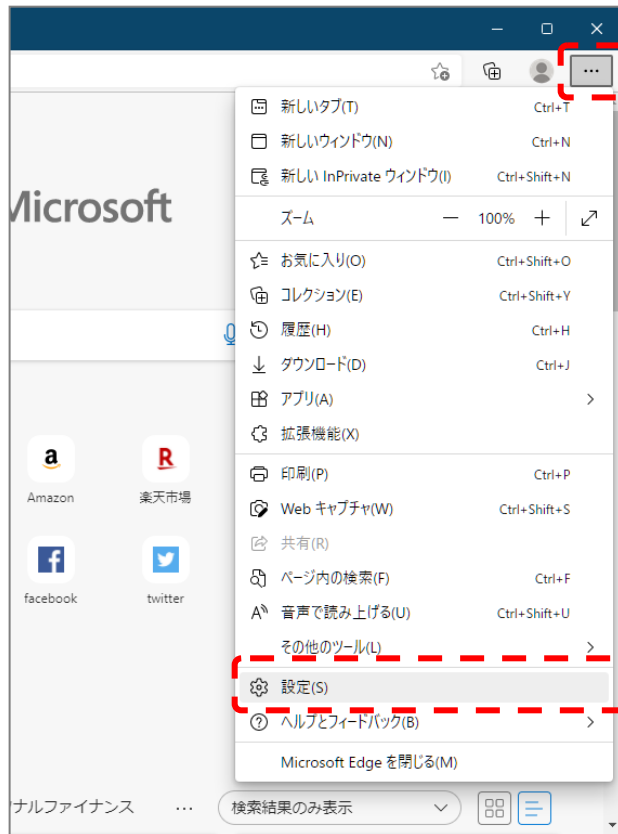 新しいタブ(T) Ctrl+T
新しいウィンドウ(N) Ctrl+N
新しい InPrivate ウィンドウ(I) Ctrl+Shift+N
Microsoft
ズーム 100%
お気に入り(O) Ctrl+Shift+O
コレクション(E) Ctrl+Shift+Y
履歴(H) Ctrl+H
ダウンロード(D) Ctrl+J
アプリ(A)
拡張機能(X)
印刷(P) Ctrl+P
Amazon
楽天市場
Web キャプチャ(W) Ctrl+Shift+S
共有(R)
ページ内の検索(F) Ctrl+F
facebook
twitter
音声で読み上げる(U) Ctrl+Shift+U
その他のツール(L)
設定(S)
ヘルプとフィードバック(B)
Microsoft Edge を閉じる(M)
ナルファイナンス ... 検索結果のみ表示